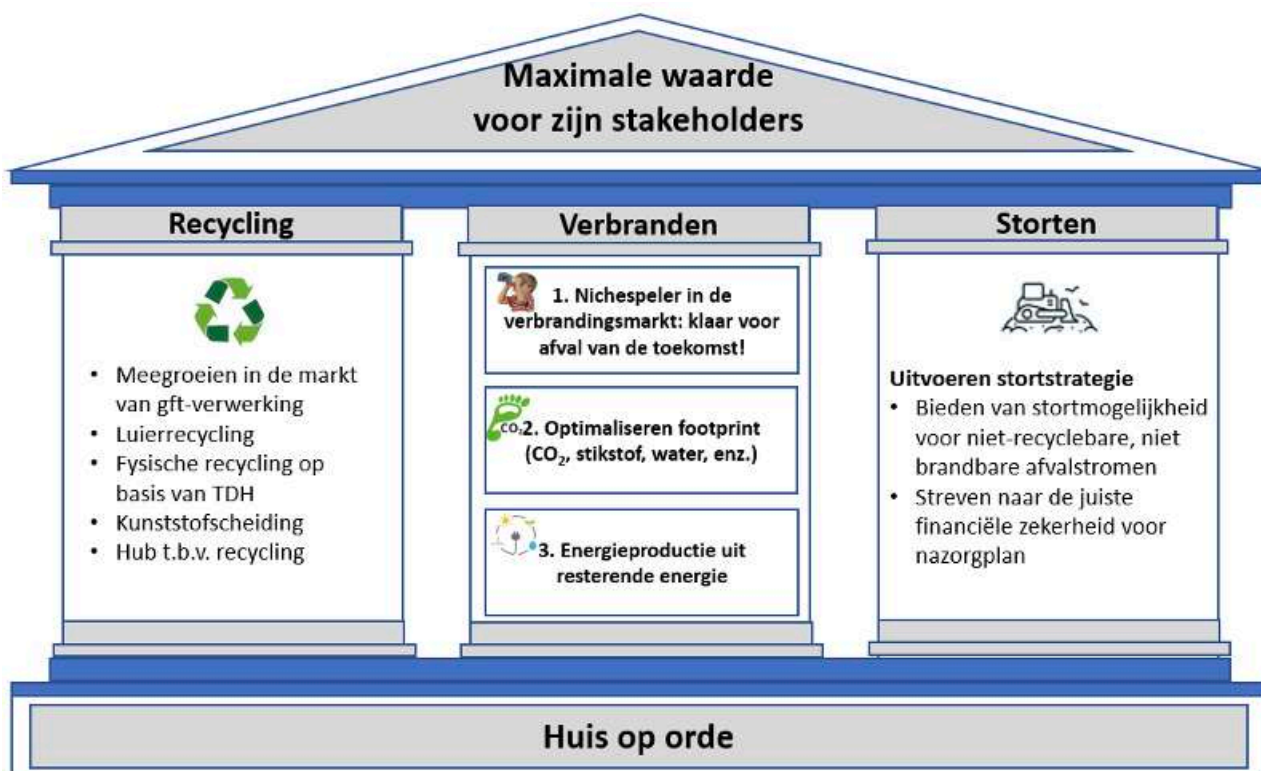 Maximale waarde
voor zijn stakeholders
Recycling
• Meegroeien in de markt
van gft-verwerking
• Luierrecycling
• Fysische recycling op
basis van TDH
• Kunststofscheiding
• Hub t.b.v. recycling
Verbranden
1. Nichespeler in de
verbrandingsmarkt: klaar voor
afval van de toekomst!
CO₂
2. Optimaliseren footprint
(CO₂, stikstof, water, enz.)
3. Energieproductie uit
resterende energie
Storten
Uitvoeren stortstrategie
• Bieden van stortmogelijkheid
voor niet-recyclebare, niet
brandbare afvalstromen
• Streven naar de juiste
financiële zekerheid voor
nazorgplan
Huis op orde